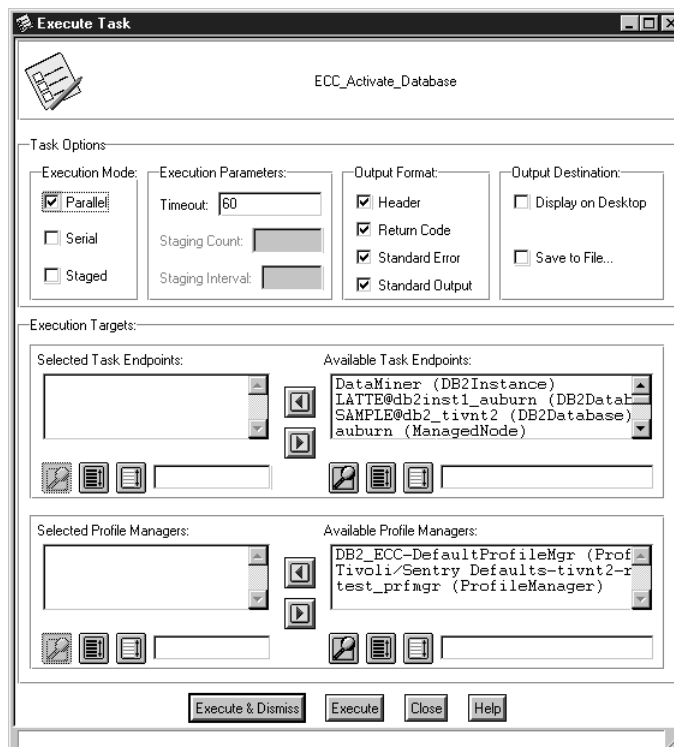 Execute Task
ECC_Activate_Database
Task Options
Execution Mode:
Parallel
Serial
Staged
Execution Parameters:
Timeout: 60
Staging Count:
Staging Interval:
Output Format:
Header
Return Code
Standard Error
Standard Output
Output Destination:
Display on Desktop
Save to File...
Execution Targets:
Selected Task Endpoints:
Available Task Endpoints:
DataMiner (DB2Instance)
LATTE@db2inst1_auburn (DB2Datab
SAMPLE@db2_tivnt2 (DB2Database)
auburn (ManagedNode)
Selected Profile Managers:
Available Profile Managers:
DB2_ECC-DefaultProfileMgr (Prof
Tivoli/Sentry Defaults-tivnt2-r
test_prfmgr (ProfileManager)
Execute & Dismiss
Execute
Close
Help